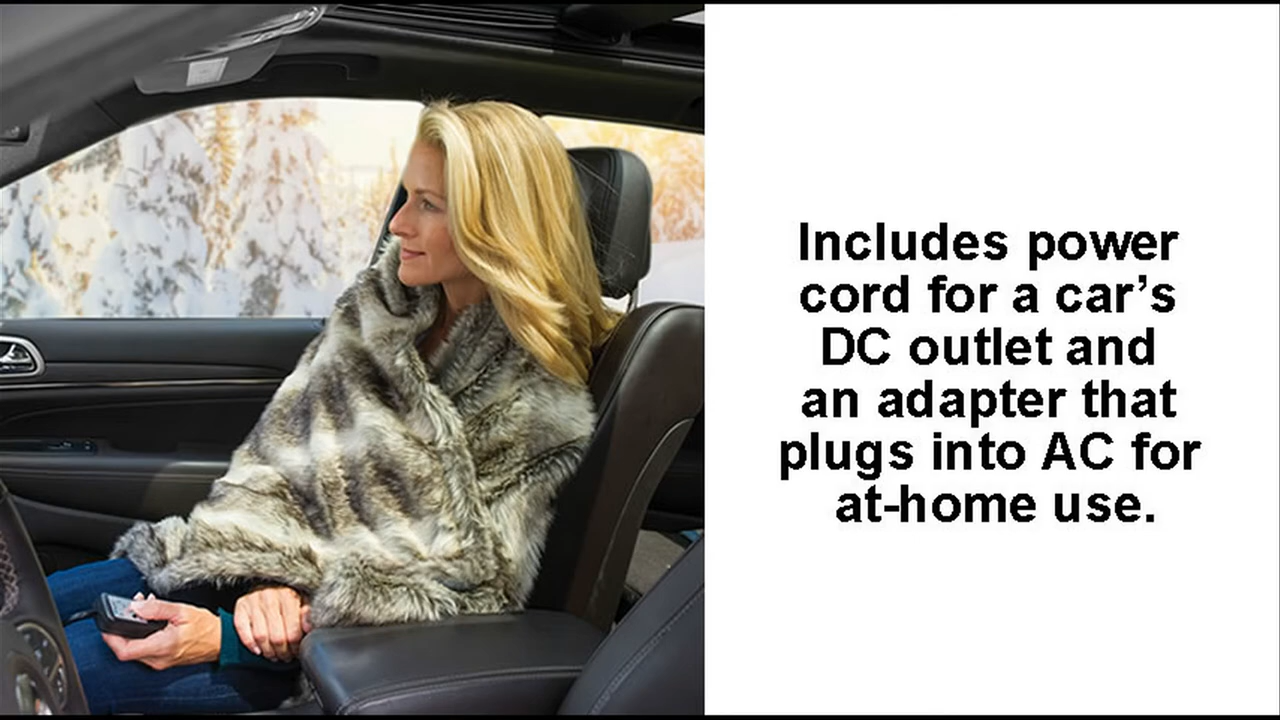 Includes power
cord for a car’s
DC outlet and
an adapter that
plugs into AC for
at-home use.